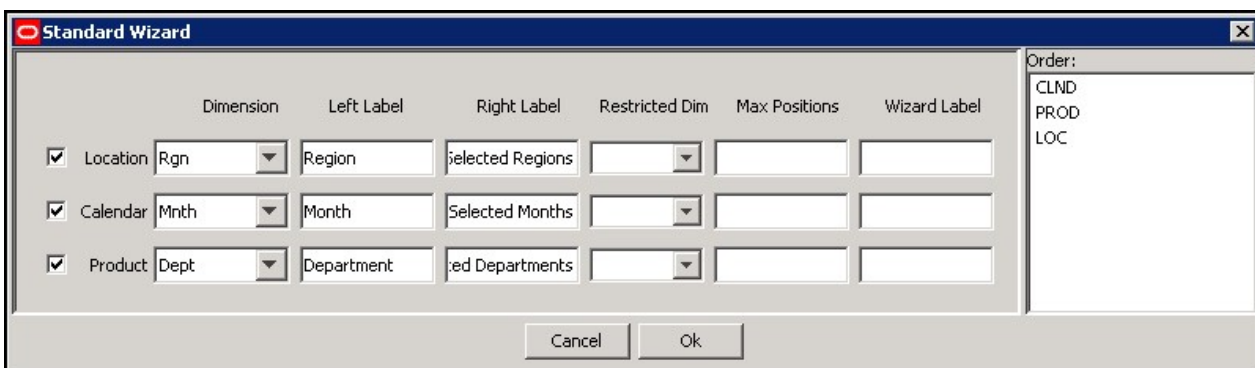 Standard Wizard
Order:
CLND
PROD
LOC
Dimension Left Label Right Label Restricted Dim Max Positions Wizard Label
Location Rgn Region Selected Regions
Calendar Mnth Month Selected Months
Product Dept Department ted Departments
Cancel Ok